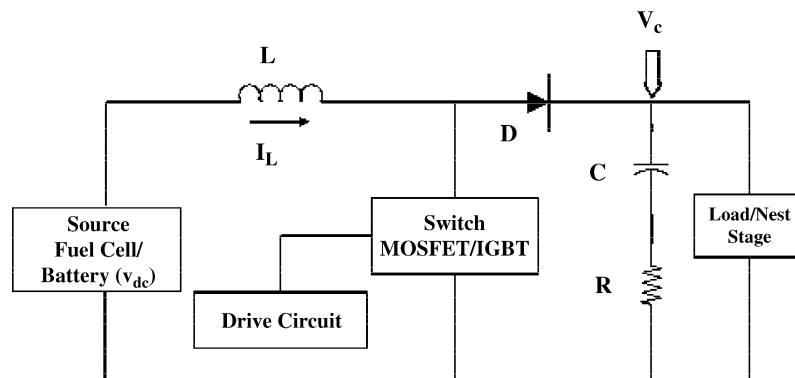 V_c
L
D
I_L
C
Source
Fuel Cell/
Battery (v_dc)
Switch
MOSFET/IGBT
Load/Nest
Stage
R
Drive Circuit